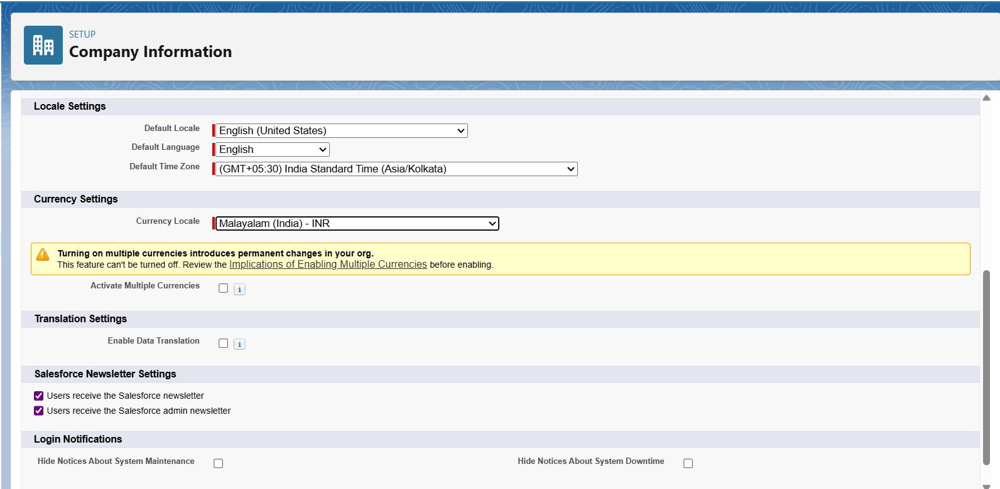 SETUP
Company Information
Locale Settings
Default Locale English (United States)
Default Language English
Default Time Zone (GMT+05:30) India Standard Time (Asia/Kolkata)
Currency Settings
Currency Locale Malayalam (India) - INR
Turning on multiple currencies introduces permanent changes in your org.
This feature can't be turned off. Review the Implications of Enabling Multiple Currencies before enabling.
Activate Multiple Currencies i
Translation Settings
Enable Data Translation i
Salesforce Newsletter Settings
Users receive the Salesforce newsletter
Users receive the Salesforce admin newsletter
Login Notifications
Hide Notices About System Maintenance Hide Notices About System Downtime